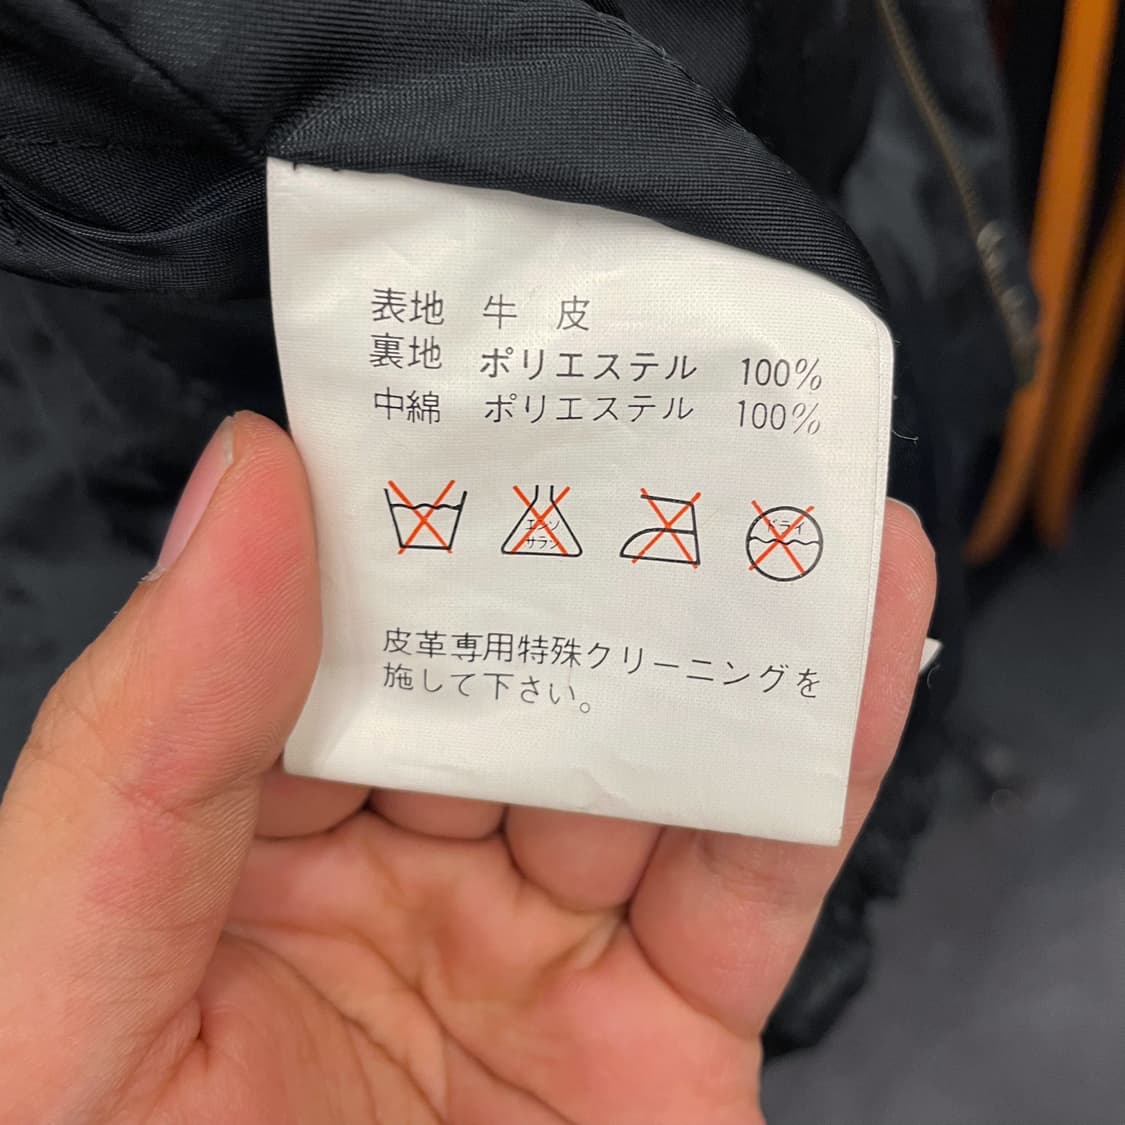 表地 牛 皮
裏地 ポリエステル 100%
中綿 ポリエステル 100%
エンソ
サラシ
ドライ
皮革専用特殊クリーニングを
施して下さい。